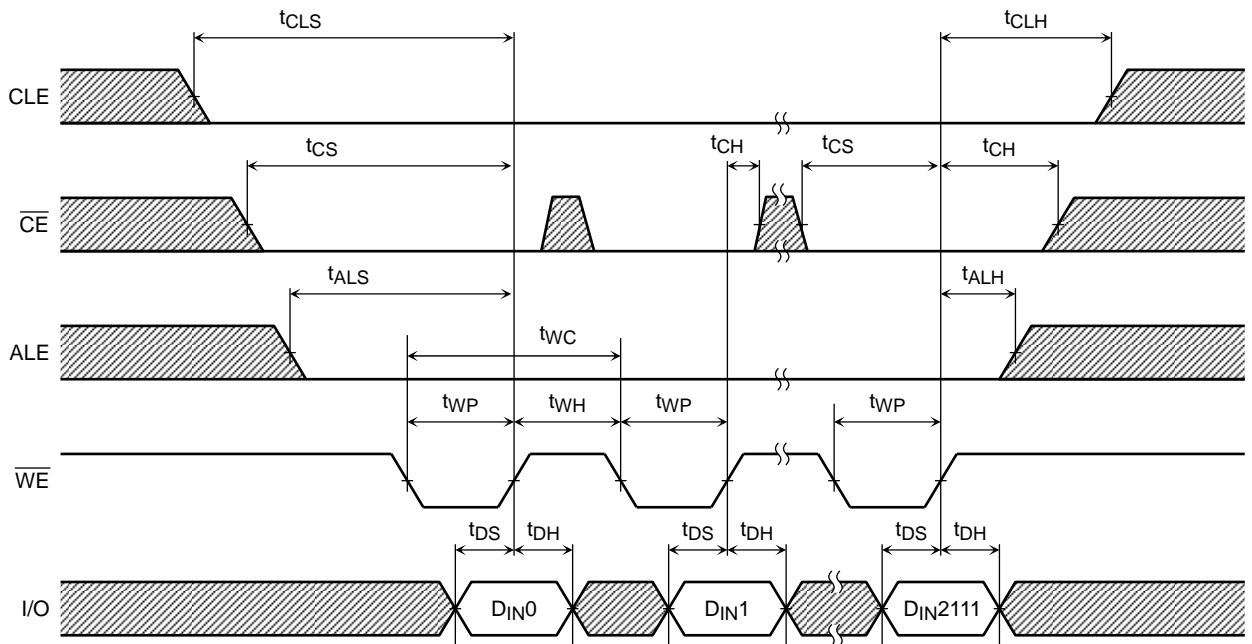 tCLS
tCLH
CLE
tCS
tCH
tCS
tCH
CE
tALS
tALH
ALE
tWC
tWP
tWH
tWP
tWP
WE
tDS
tDH
tDS
tDH
tDS
tDH
I/O
DIN0
DIN1
DIN2111